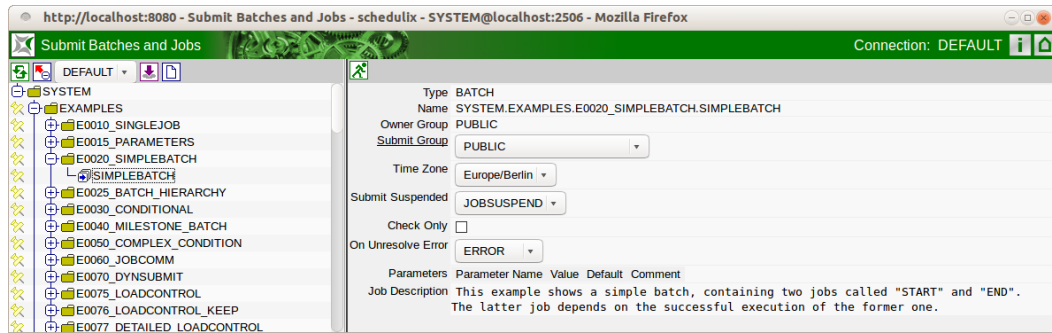 http://localhost:8080 - Submit Batches and Jobs - schedulix - SYSTEM@localhost:2506 - Mozilla Firefox
Submit Batches and Jobs
Connection: DEFAULT
DEFAULT
SYSTEM
EXAMPLES
E0010_SINGLEJOB
E0015_PARAMETERS
E0020_SIMPLEBATCH
SIMPLEBATCH
E0025_BATCH_HIERARCHY
E0030_CONDITIONAL
E0040_MILESTONE_BATCH
E0050_COMPLEX_CONDITION
E0060_JOBCOMM
E0070_DYNSUBMIT
E0075_LOADCONTROL
E0076_LOADCONTROL_KEEP
E0077_DETAILED_LOADCONTROL
Type BATCH
Name SYSTEM.EXAMPLES.E0020_SIMPLEBATCH.SIMPLEBATCH
Owner Group PUBLIC
Submit Group PUBLIC
Time Zone Europe/Berlin
Submit Suspended JOBSUSPEND
Check Only
On Unresolve Error ERROR
Parameters Parameter Name Value Default Comment
Job Description This example shows a simple batch, containing two jobs called "START" and "END".
The latter job depends on the successful execution of the former one.